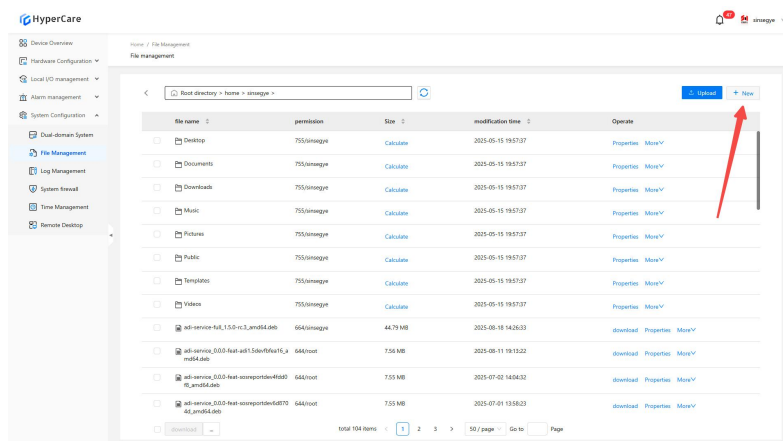 HyperCare
47
sinsegye
Device Overview
Hardware Configuration
Local I/O management
Alarm management
System Configuration
Dual-domain System
File Management
Log Management
System firewall
Time Management
Remote Desktop
Home / File Management
File management
Root directory > home > sinsegye >
Upload
+ New
file name permission Size modification time Operate
Desktop 755/sinsegye Calculate 2025-05-15 19:57:37 Properties More
Documents 755/sinsegye Calculate 2025-05-15 19:57:37 Properties More
Downloads 755/sinsegye Calculate 2025-05-15 19:57:37 Properties More
Music 755/sinsegye Calculate 2025-05-15 19:57:37 Properties More
Pictures 755/sinsegye Calculate 2025-05-15 19:57:37 Properties More
Public 755/sinsegye Calculate 2025-05-15 19:57:37 Properties More
Templates 755/sinsegye Calculate 2025-05-15 19:57:37 Properties More
Videos 755/sinsegye Calculate 2025-05-15 19:57:37 Properties More
adi-service-full_1.5.0-rc.3_amd64.deb 664/sinsegye 44.79 MB 2025-08-18 14:26:33 download Properties More
adi-service_0.0.0-feat-adi1.5devfbfea16_a 644/root 7.56 MB 2025-08-11 19:13:22 download Properties More
md64.deb
adi-service_0.0.0-feat-sosreportdev4fdd0 644/root 7.55 MB 2025-07-02 14:04:32 download Properties More
f6_amd64.deb
adi-service_0.0.0-feat-sosreportdev6d870 644/root 7.55 MB 2025-07-01 13:58:23 download Properties More
4d_amd64.deb
download ... total 104 items < 1 2 3 > 50 / page Go to Page